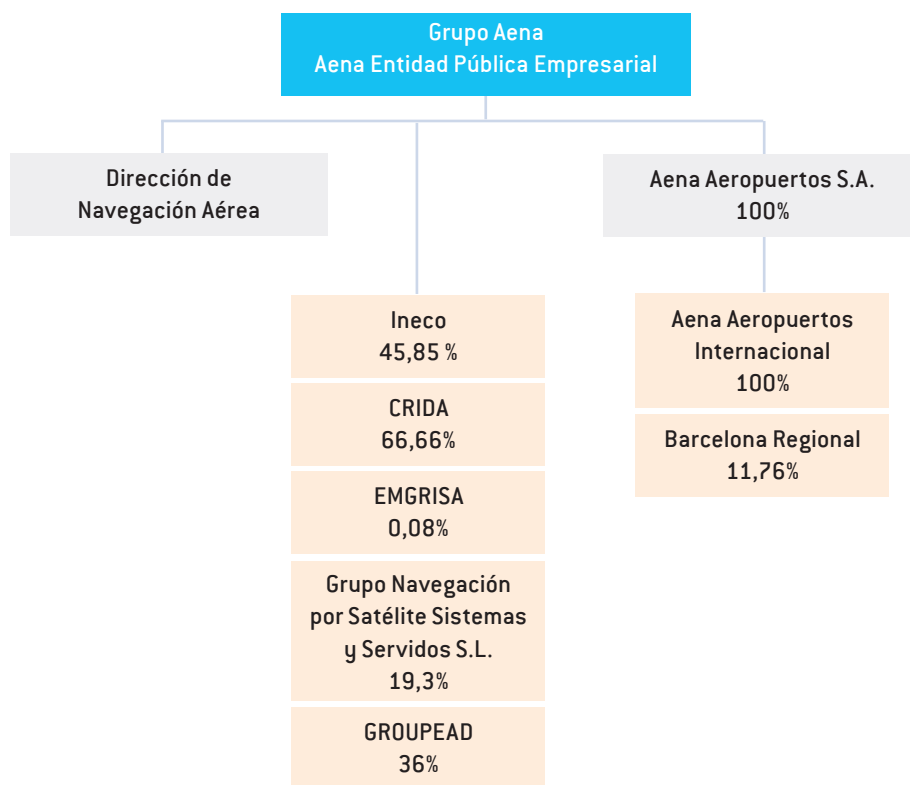 Grupo Aena
Aena Entidad Pública Empresarial
Dirección de
Navegación Aérea
Aena Aeropuertos S.A.
100%
Ineco
45,85 %
CRIDA
66,66%
EMGRISA
0,08%
Grupo Navegación
por Satélite Sistemas
y Servidos S.L.
19,3%
GROUPEAD
36%
Aena Aeropuertos
Internacional
100%
Barcelona Regional
11,76%